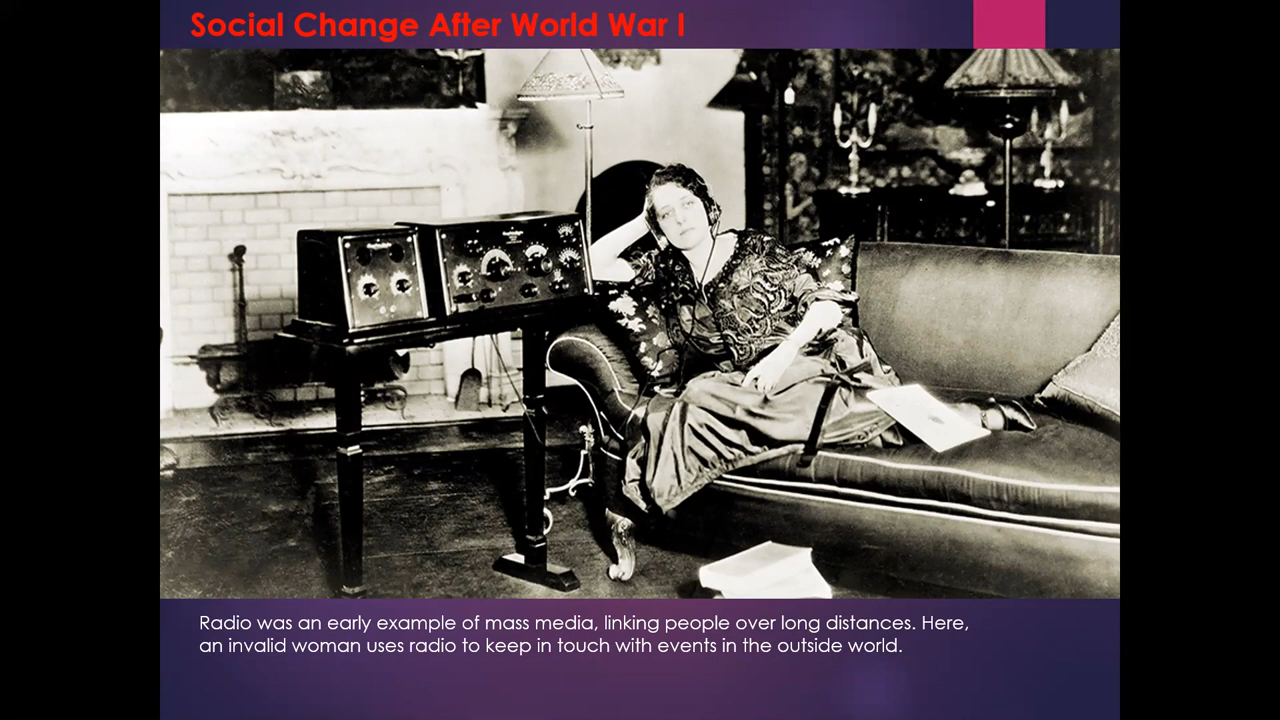 Social Change After World War I
Radio was an early example of mass media, linking people over long distances. Here,
an invalid woman uses radio to keep in touch with events in the outside world.